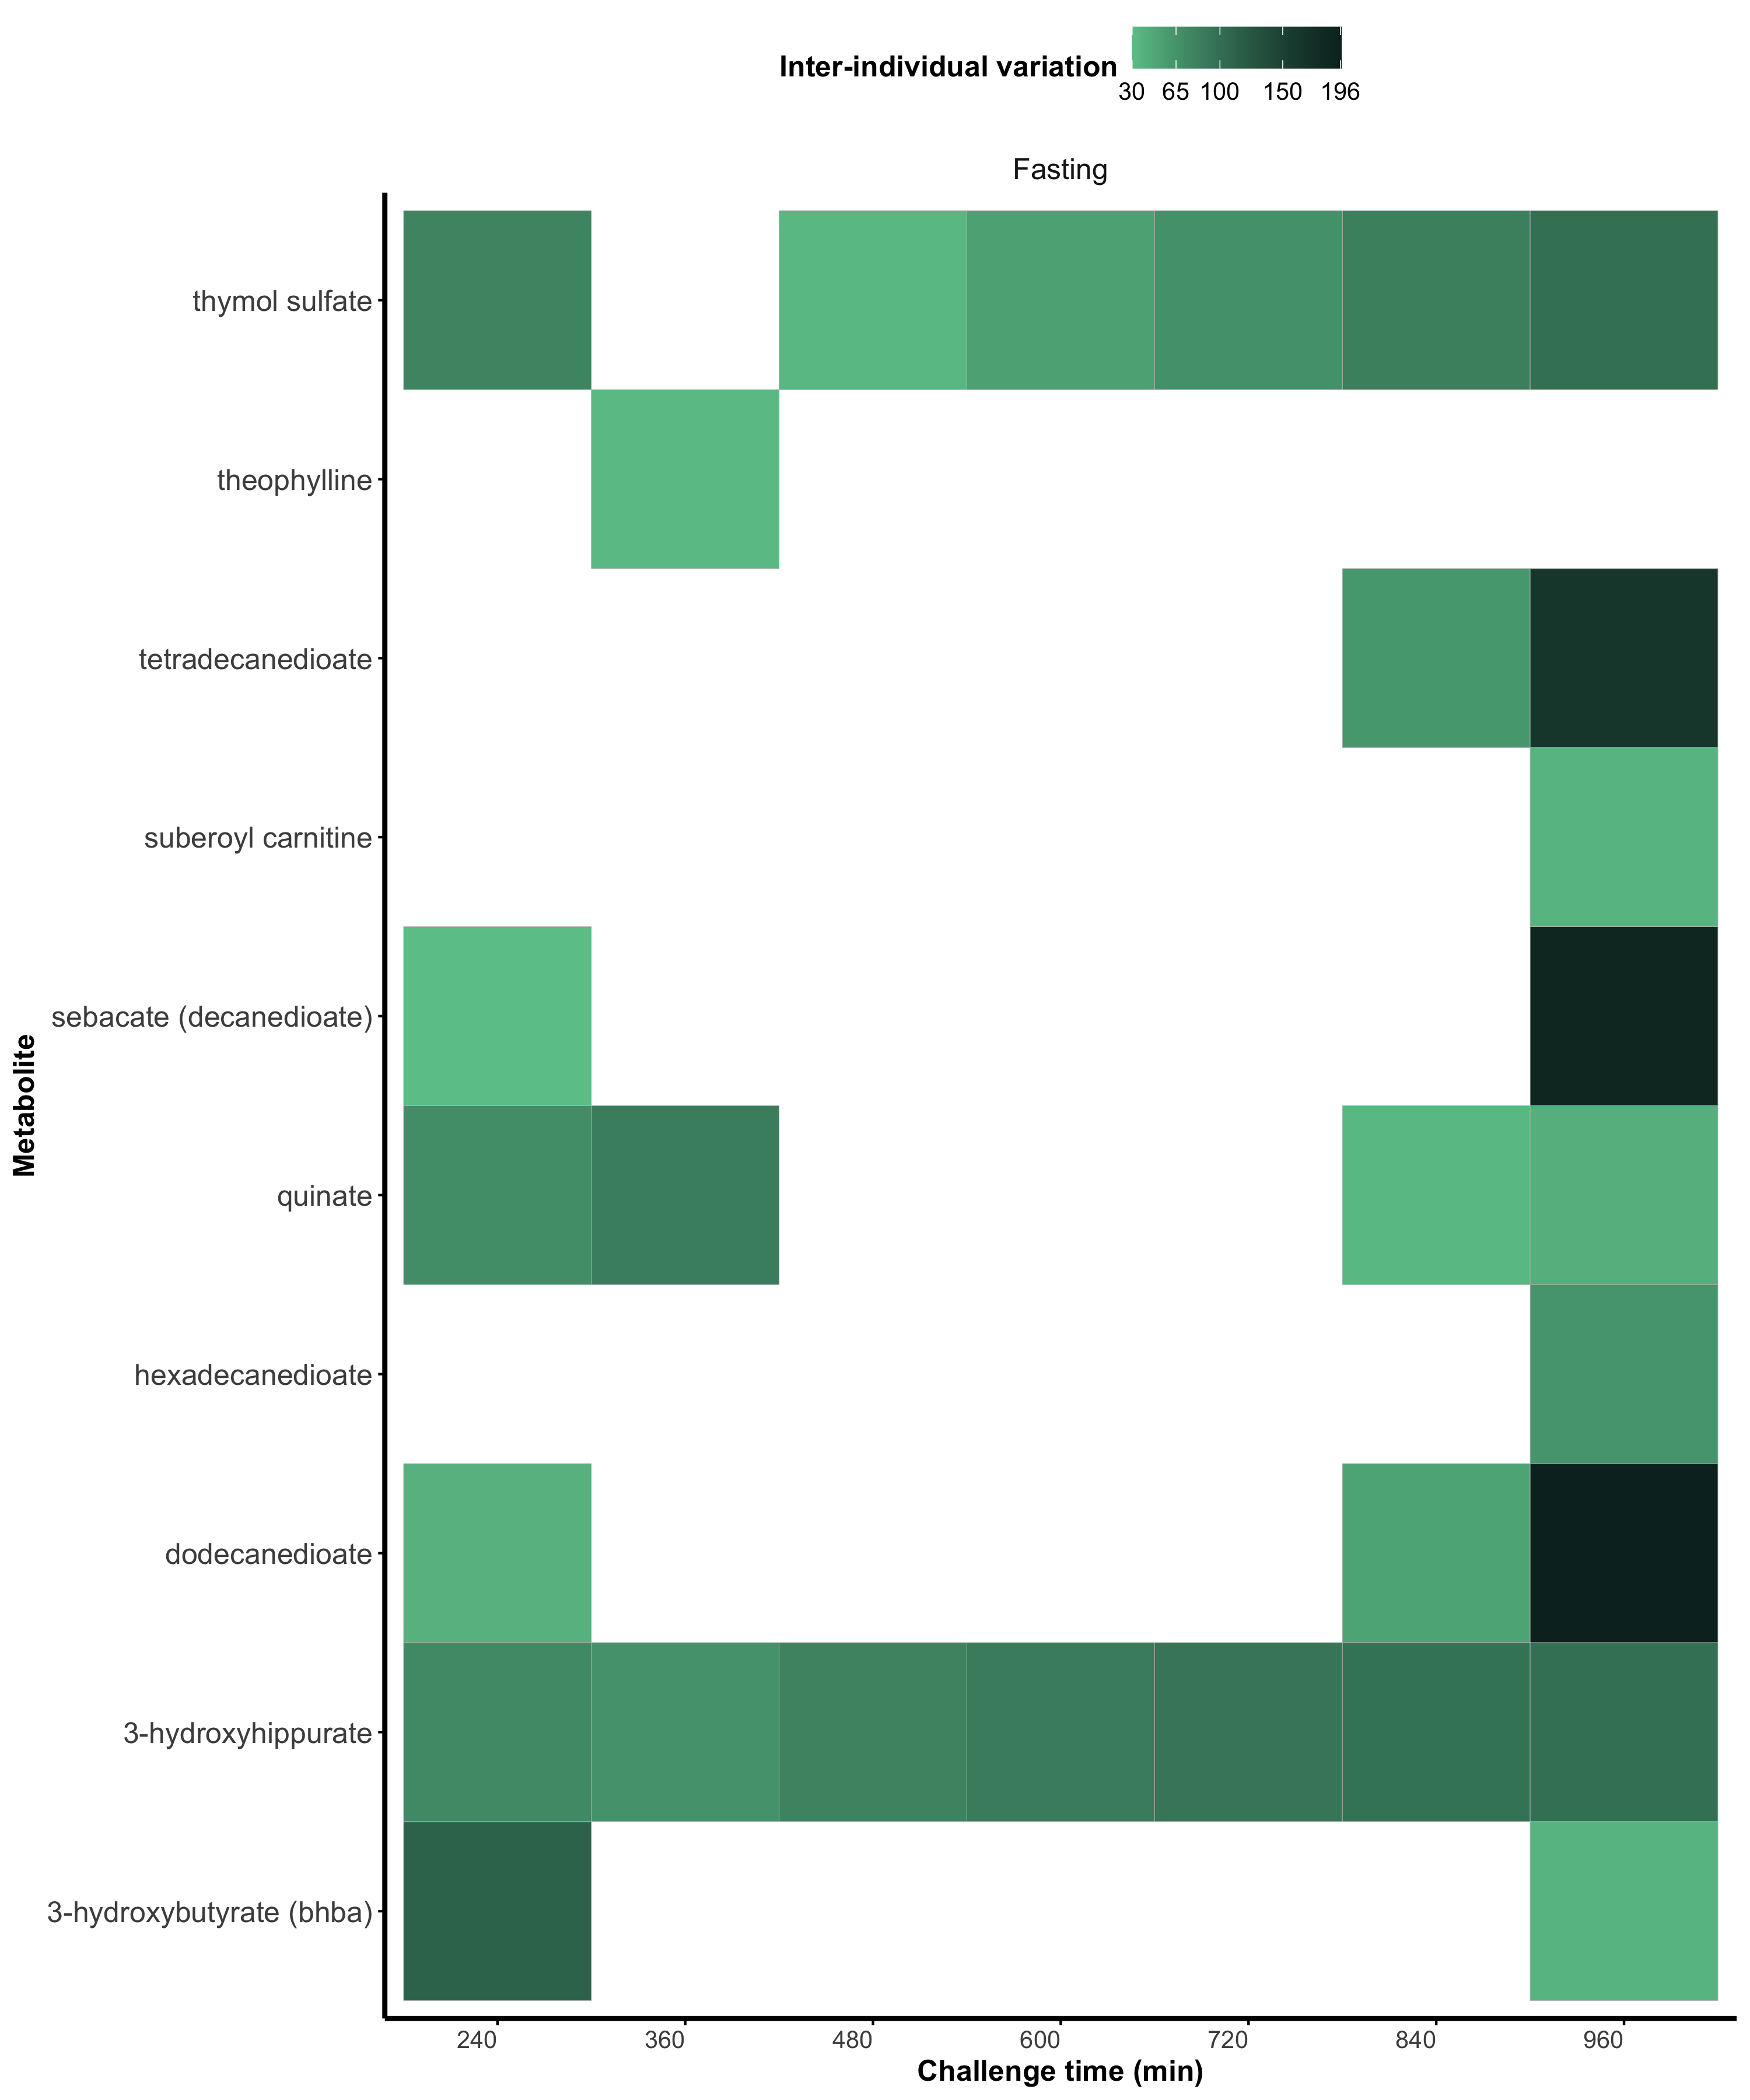 Inter-individual variation
30 65 100 150 196
Fasting
thymol sulfate
theophylline
tetradecanedioate
suberoyl carnitine
sebacate (decanedioate)
quinate
hexadecanedioate
dodecanedioate
3-hydroxyhippurate
3-hydroxybutyrate (bhba)
Metabolite
240 360 480 600 720 840 960
Challenge time (min)